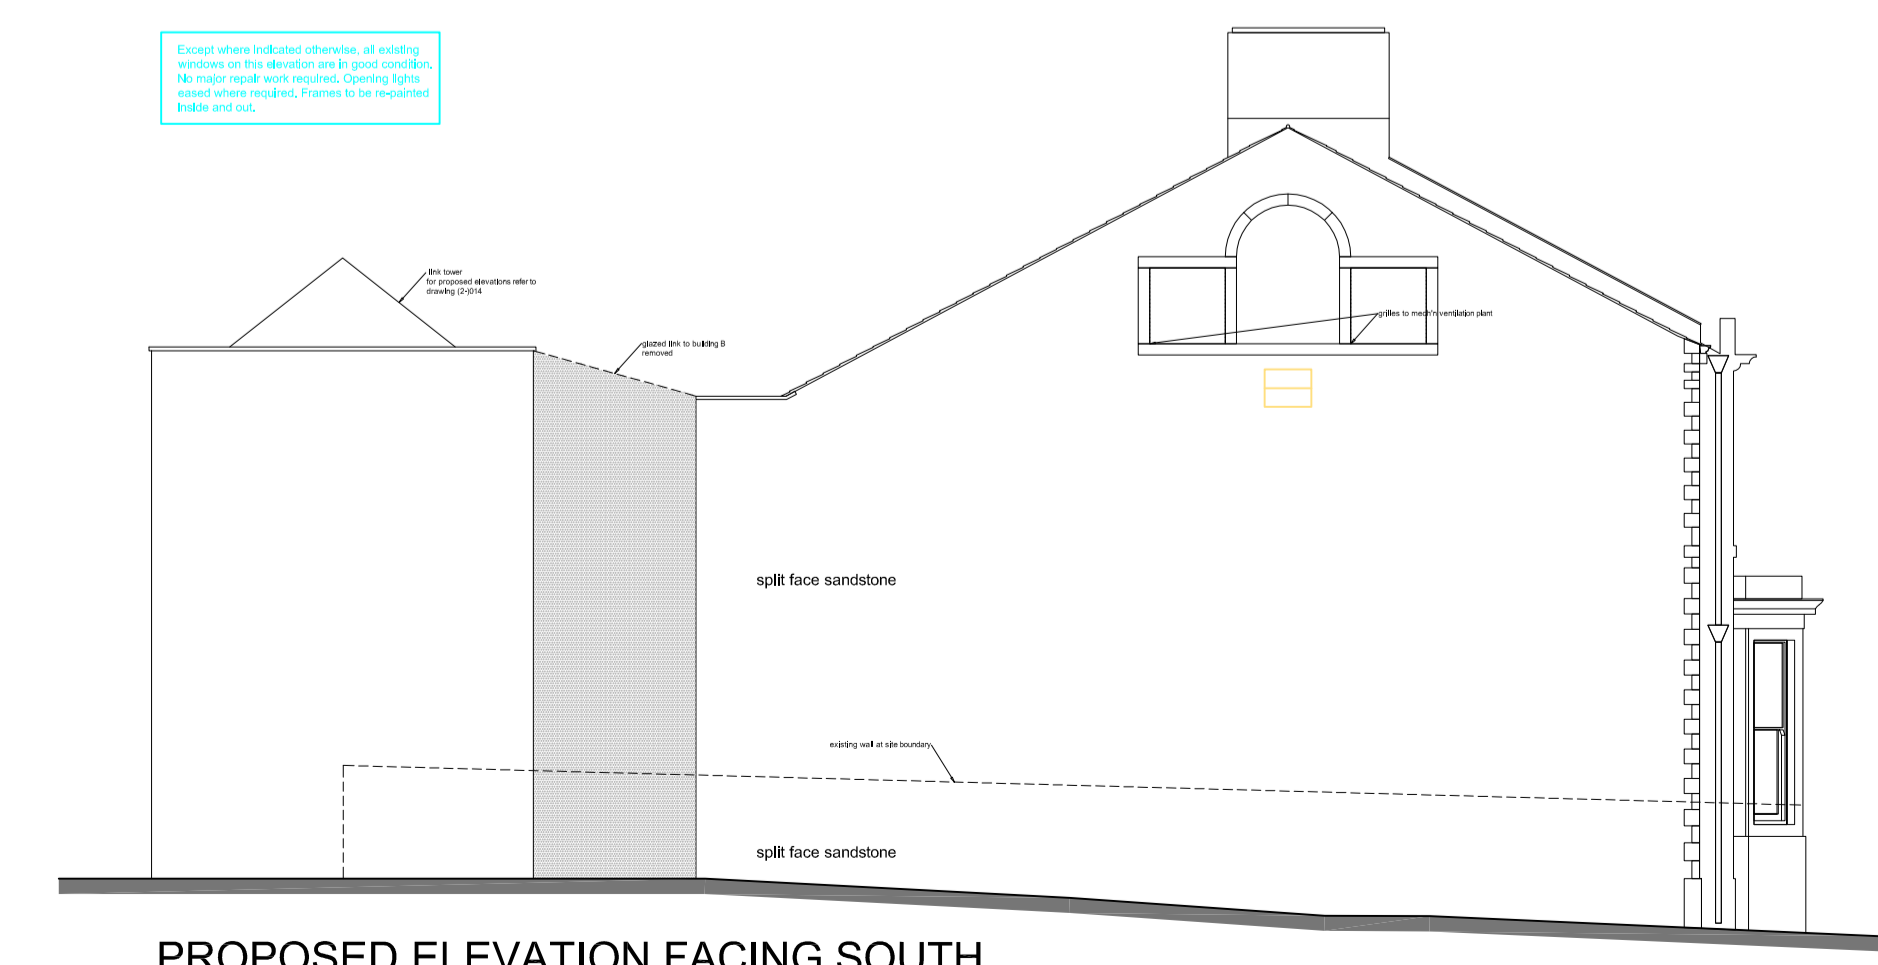 Except where indicated otherwise, all existing
windows on this elevation are in good condition.
No major repair work required. Opening lights
eased where required. Frames to be re-painted
inside and out.
link tower
for proposed elevations refer to
drawing (2-)014
glazed link to building B
removed
grilles to mech'n ventilation plant
split face sandstone
existing wall at site boundary
split face sandstone
PROPOSED ELEVATION FACING SOUTH